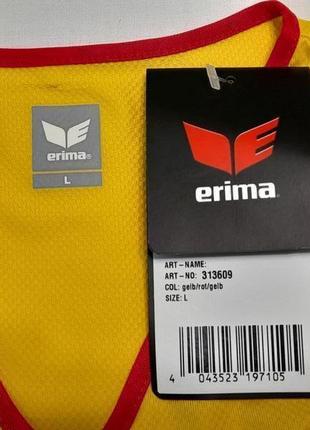 erima®
L
erima®
ART-NAME:
ART-NO: 313609
COL: gelb/rot/gelb
SIZE: L
4 043523 197105